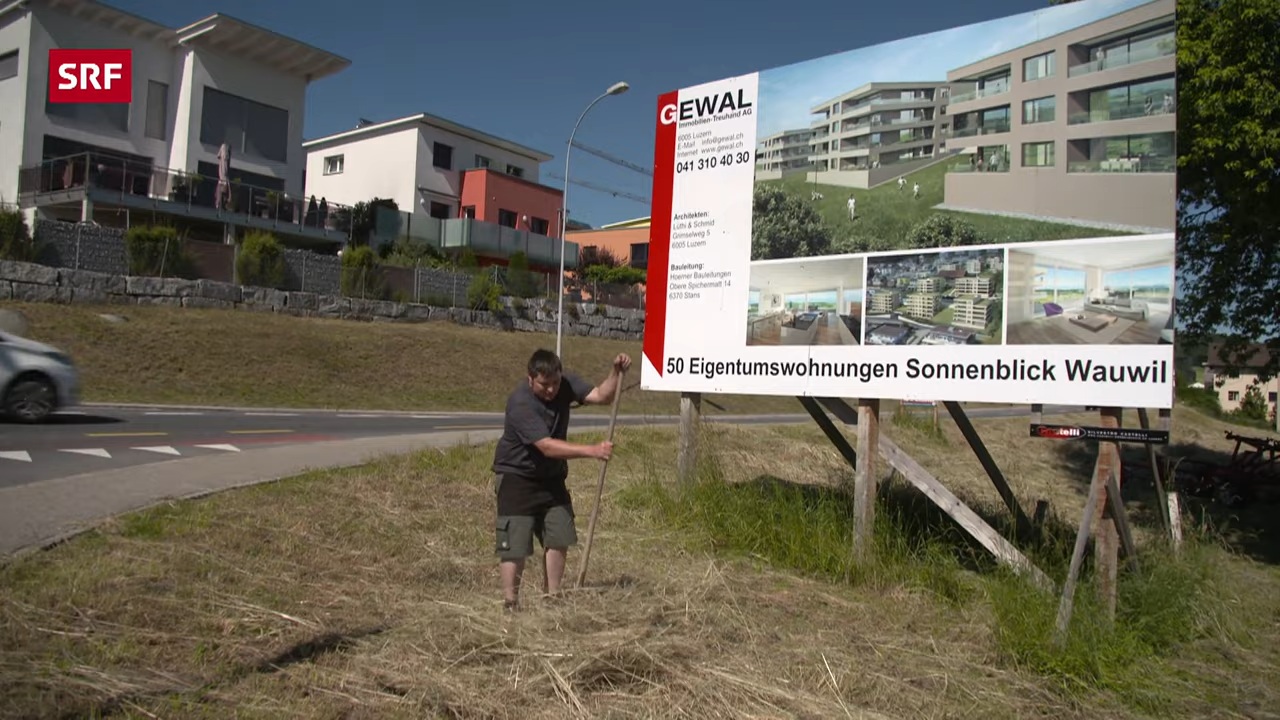 SRF
GEWAL
Immobilien-Treuhand AG
6005 Luzern
E-Mail info@gewal.ch
Internet www.gewal.ch
041 310 40 30
Architekten:
Lüthi & Schmid
Grimselweg 5
6005 Luzern
Bauleitung:
Hoerner Bauleitungen
Obere Spichermatt 14
6370 Stans
50 Eigentumswohnungen Sonnenblick Wauwil